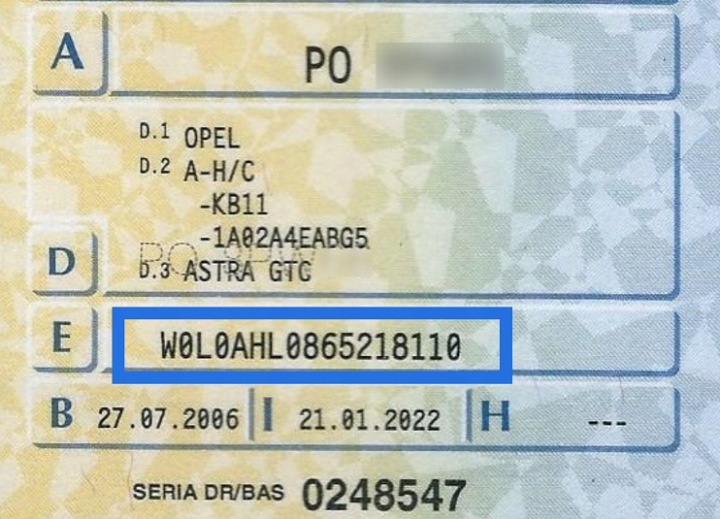 A PO
D.1 OPEL
D.2 A-H/C
-KB11
-1A02A4EABG5
D D.3 ASTRA GTC
E W0L0AHL0865218110
B 27.07.2006 I 21.01.2022 H ---
SERIA DR/BAS 0248547